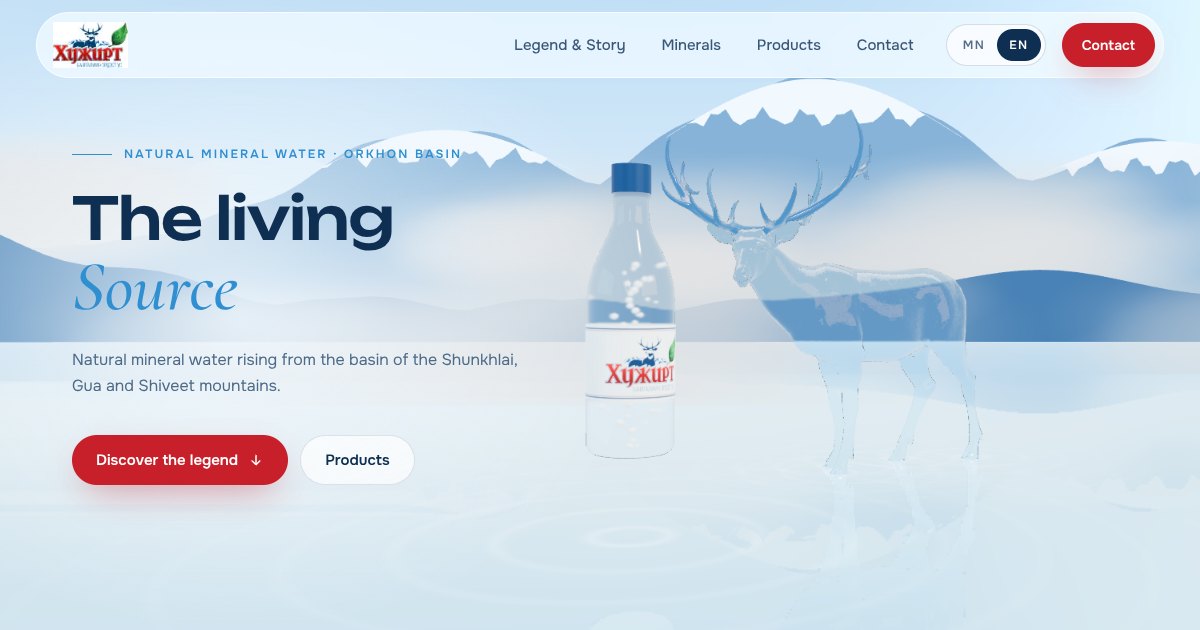 Хужирт
Legend & Story
Minerals
Products
Contact
MN
EN
Contact
NATURAL MINERAL WATER · ORKHON BASIN
The living
Source
Natural mineral water rising from the basin of the Shunkhlai,
Gua and Shiveet mountains.
Discover the legend ↓
Products
Хужирт